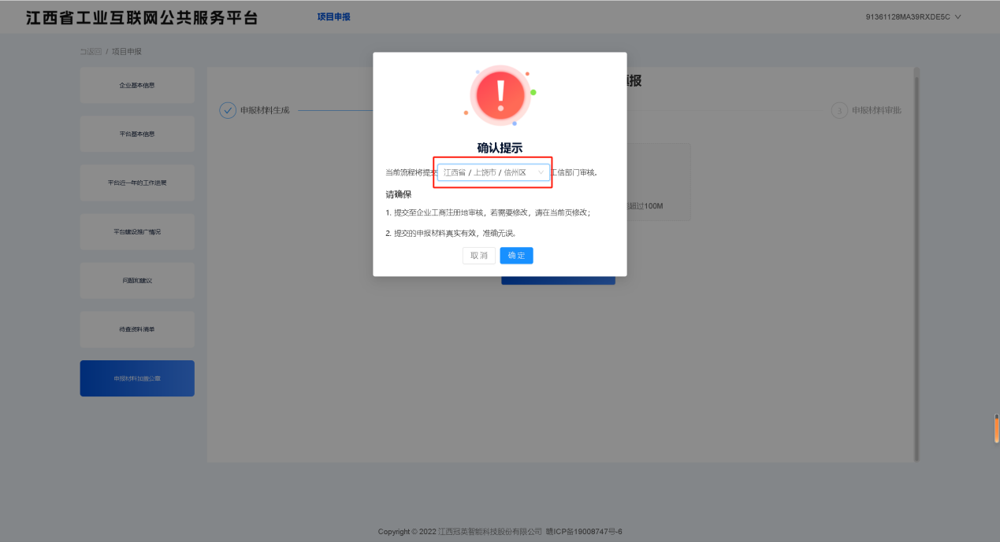 江西省工业互联网公共服务平台
项目申报
91361128MA39RXDE5C
返回 / 项目申报
企业基本信息
平台基本信息
平台近一年的工作进展
平台建设推广情况
问题和建议
待查资料清单
申报材料加盖公章
填报
申报材料生成
3 申报材料审批
超过100M
确认提示
当前流程将提交 江西省 / 上饶市 / 信州区 工信部门审核。
请确保
1. 提交至企业工商注册地审核，若需要修改，请在当前页修改；
2. 提交的申报材料真实有效，准确无误。
取 消
确 定
Copyright © 2022 江西冠英智能科技股份有限公司 赣ICP备19008747号-6